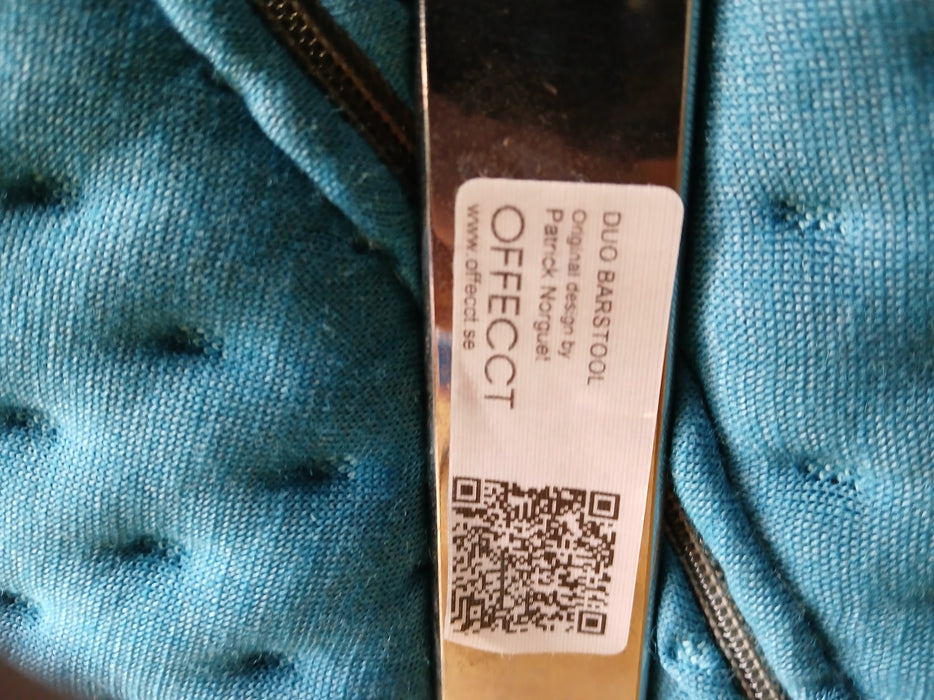 DUO BARSTOOL
Original design by
Patrick Norguet
OFFECCT
www.offecct.se